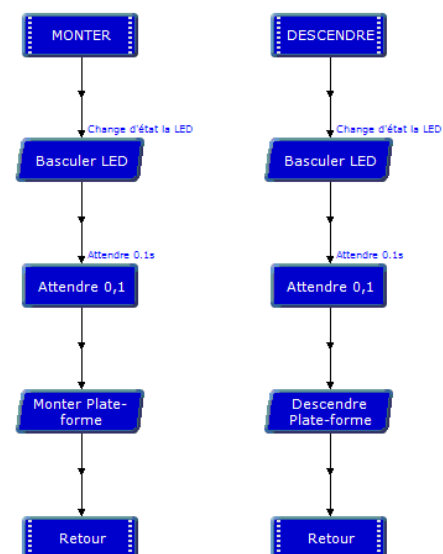 MONTER
Change d'état la LED
Basculer LED
Attendre 0.1s
Attendre 0,1
Monter Plate-
forme
Retour
DESCENDRE
Change d'état la LED
Basculer LED
Attendre 0.1s
Attendre 0,1
Descendre
Plate-forme
Retour